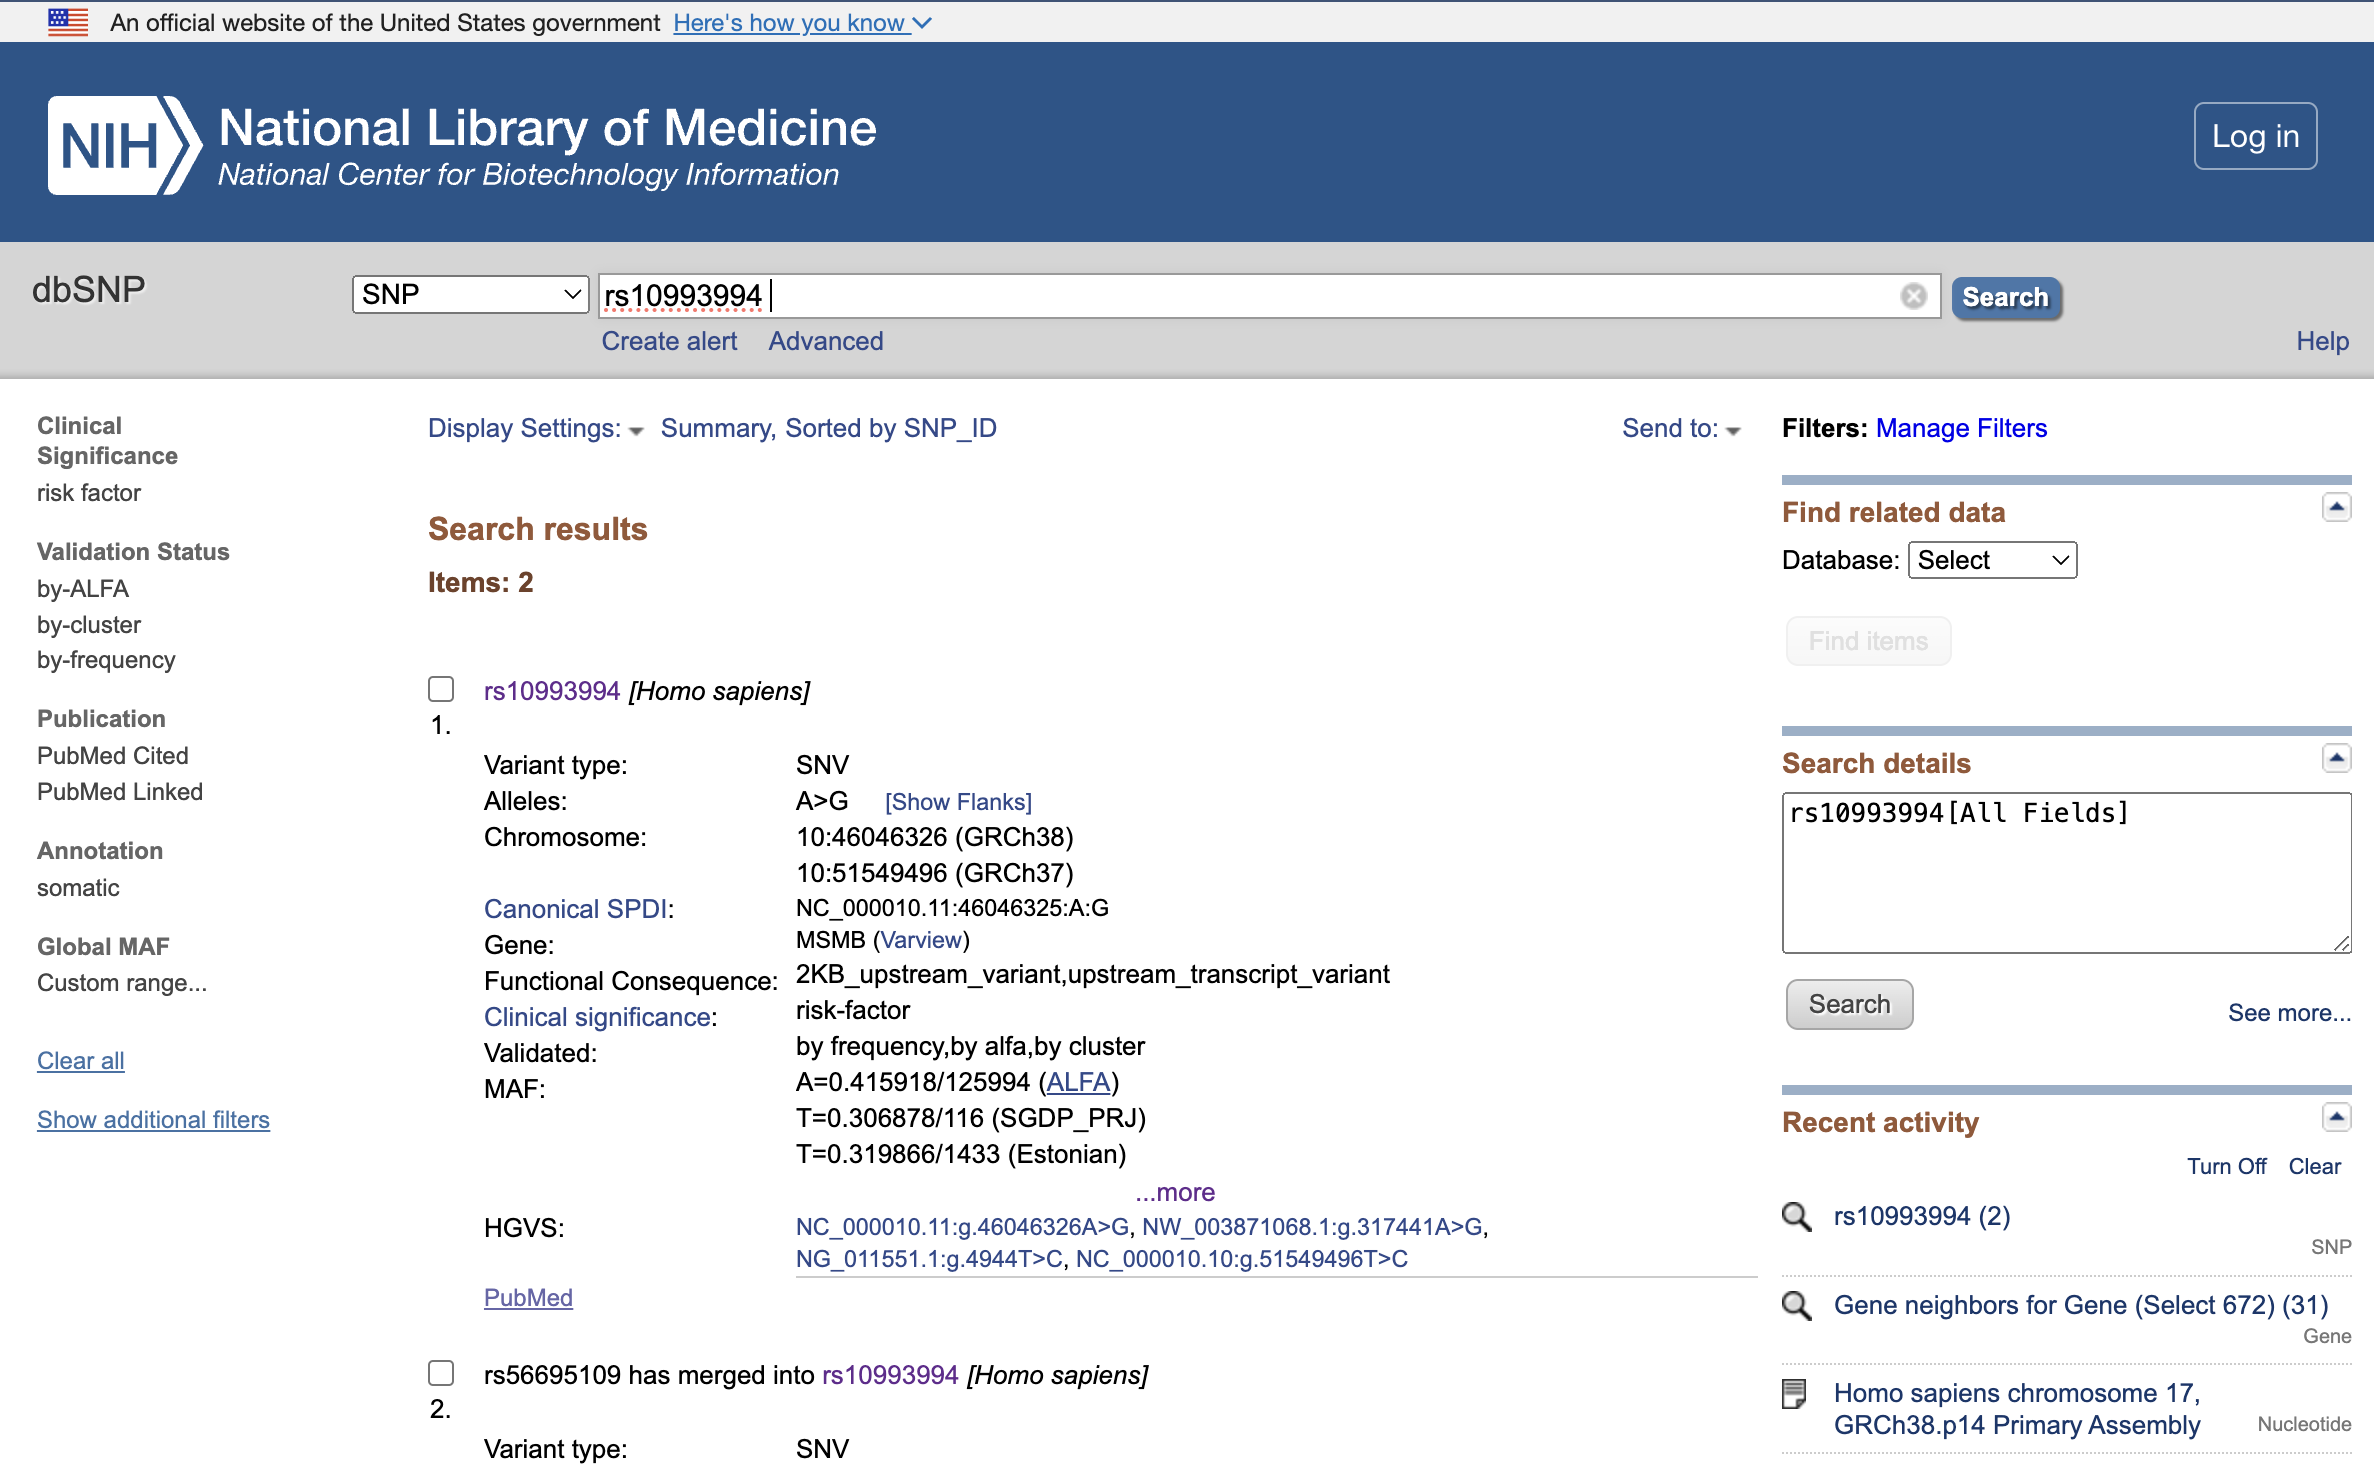 An official website of the United States government Here's how you know
NIH National Library of Medicine
National Center for Biotechnology Information
Log in
dbSNP
SNP
rs10993994
Search
Create alert Advanced
Help
Clinical
Significance
risk factor
Validation Status
by-ALFA
by-cluster
by-frequency
Publication
PubMed Cited
PubMed Linked
Annotation
somatic
Global MAF
Custom range...
Clear all
Show additional filters
Display Settings: Summary, Sorted by SNP_ID
Send to:
Search results
Items: 2
rs10993994 [Homo sapiens]
1.
Variant type: SNV
Alleles: A>G [Show Flanks]
Chromosome: 10:46046326 (GRCh38)
10:51549496 (GRCh37)
Canonical SPDI: NC_000010.11:46046325:A:G
Gene: MSMB (Varview)
Functional Consequence: 2KB_upstream_variant,upstream_transcript_variant
Clinical significance: risk-factor
Validated: by frequency,by alfa,by cluster
MAF: A=0.415918/125994 (ALFA)
T=0.306878/116 (SGDP_PRJ)
T=0.319866/1433 (Estonian)
...more
HGVS: NC_000010.11:g.46046326A>G, NW_003871068.1:g.317441A>G,
NG_011551.1:g.4944T>C, NC_000010.10:g.51549496T>C
PubMed
rs56695109 has merged into rs10993994 [Homo sapiens]
2.
Variant type: SNV
Filters: Manage Filters
Find related data
Database: Select
Find items
Search details
rs10993994[All Fields]
Search
See more...
Recent activity
Turn Off Clear
rs10993994 (2)
SNP
Gene neighbors for Gene (Select 672) (31)
Gene
Homo sapiens chromosome 17,
GRCh38.p14 Primary Assembly
Nucleotide